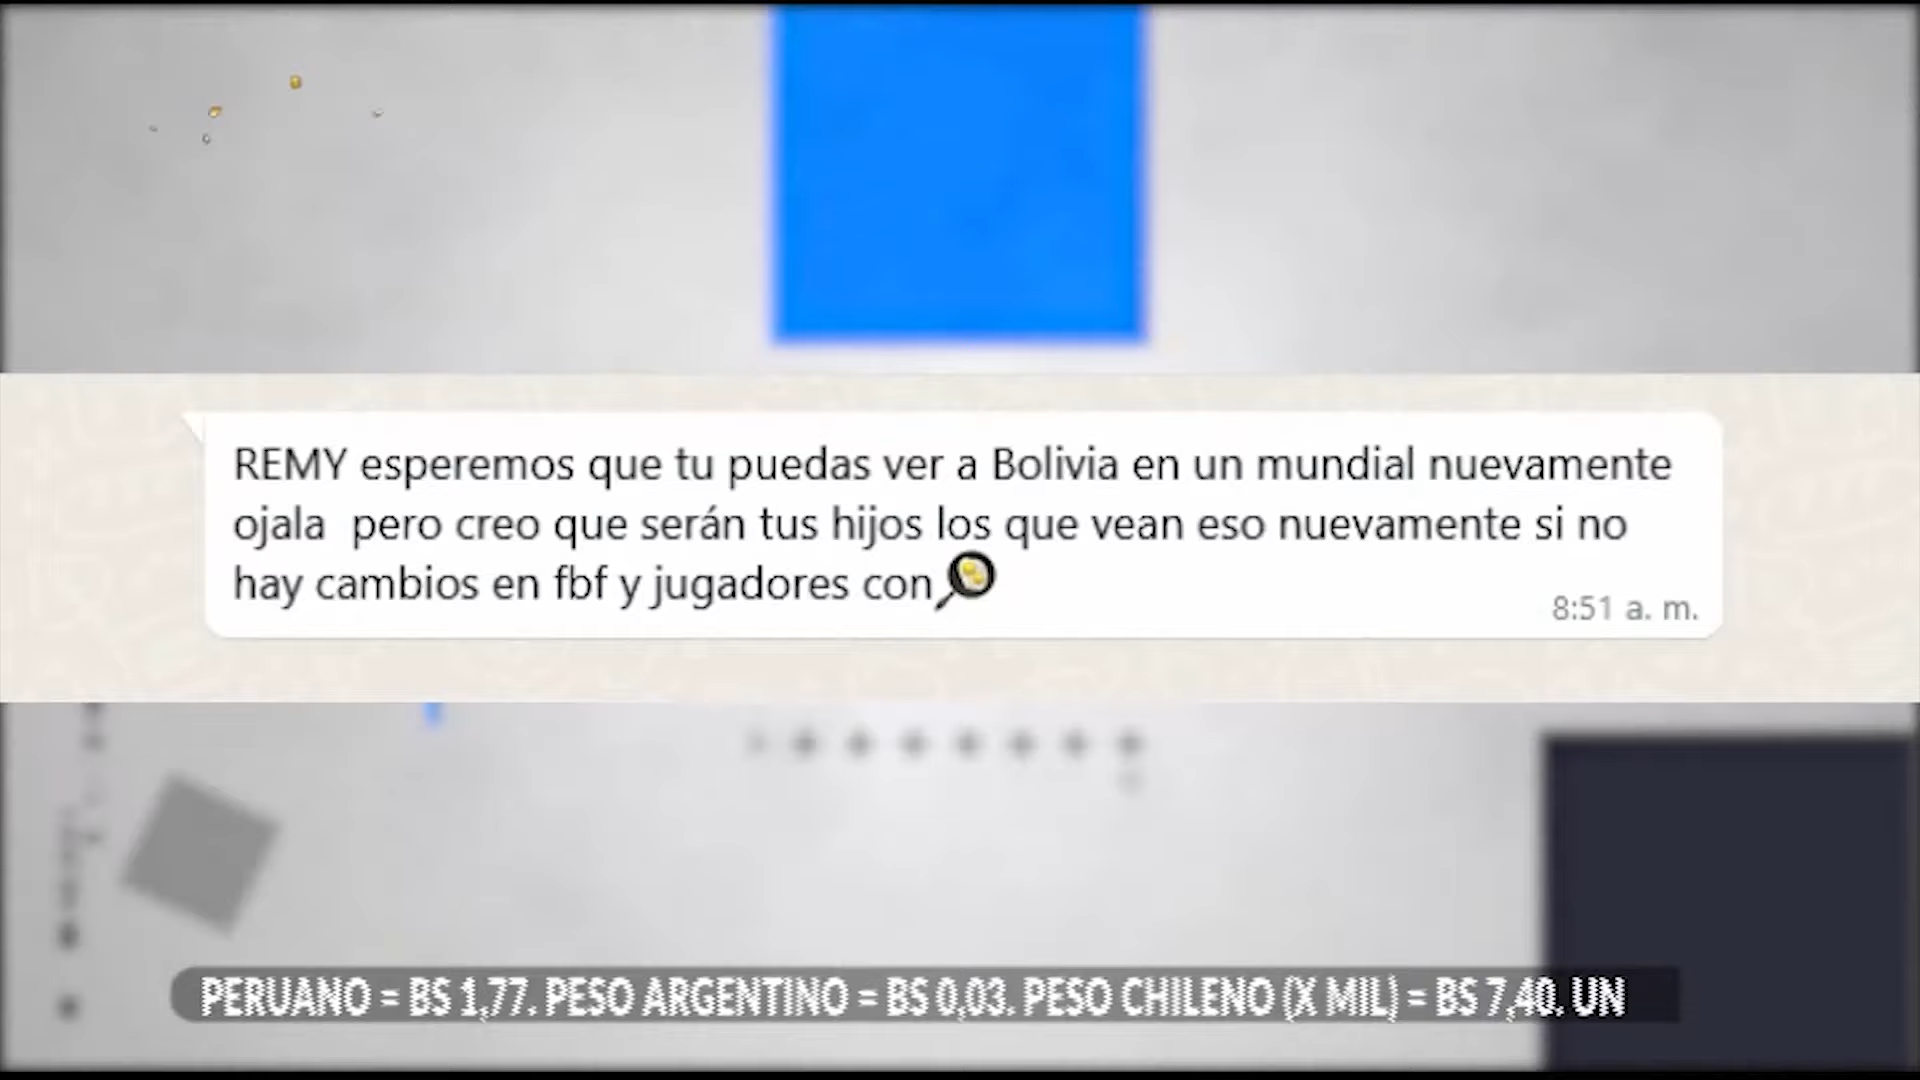 REMY esperemos que tu puedas ver a Bolivia en un mundial nuevamente
ojala  pero creo que serán tus hijos los que vean eso nuevamente si no
hay cambios en fbf y jugadores con🍳
8:51 a. m.
PERUANO = BS 1,77. PESO ARGENTINO = BS 0,03. PESO CHILENO (X MIL) = BS 7,40. UN